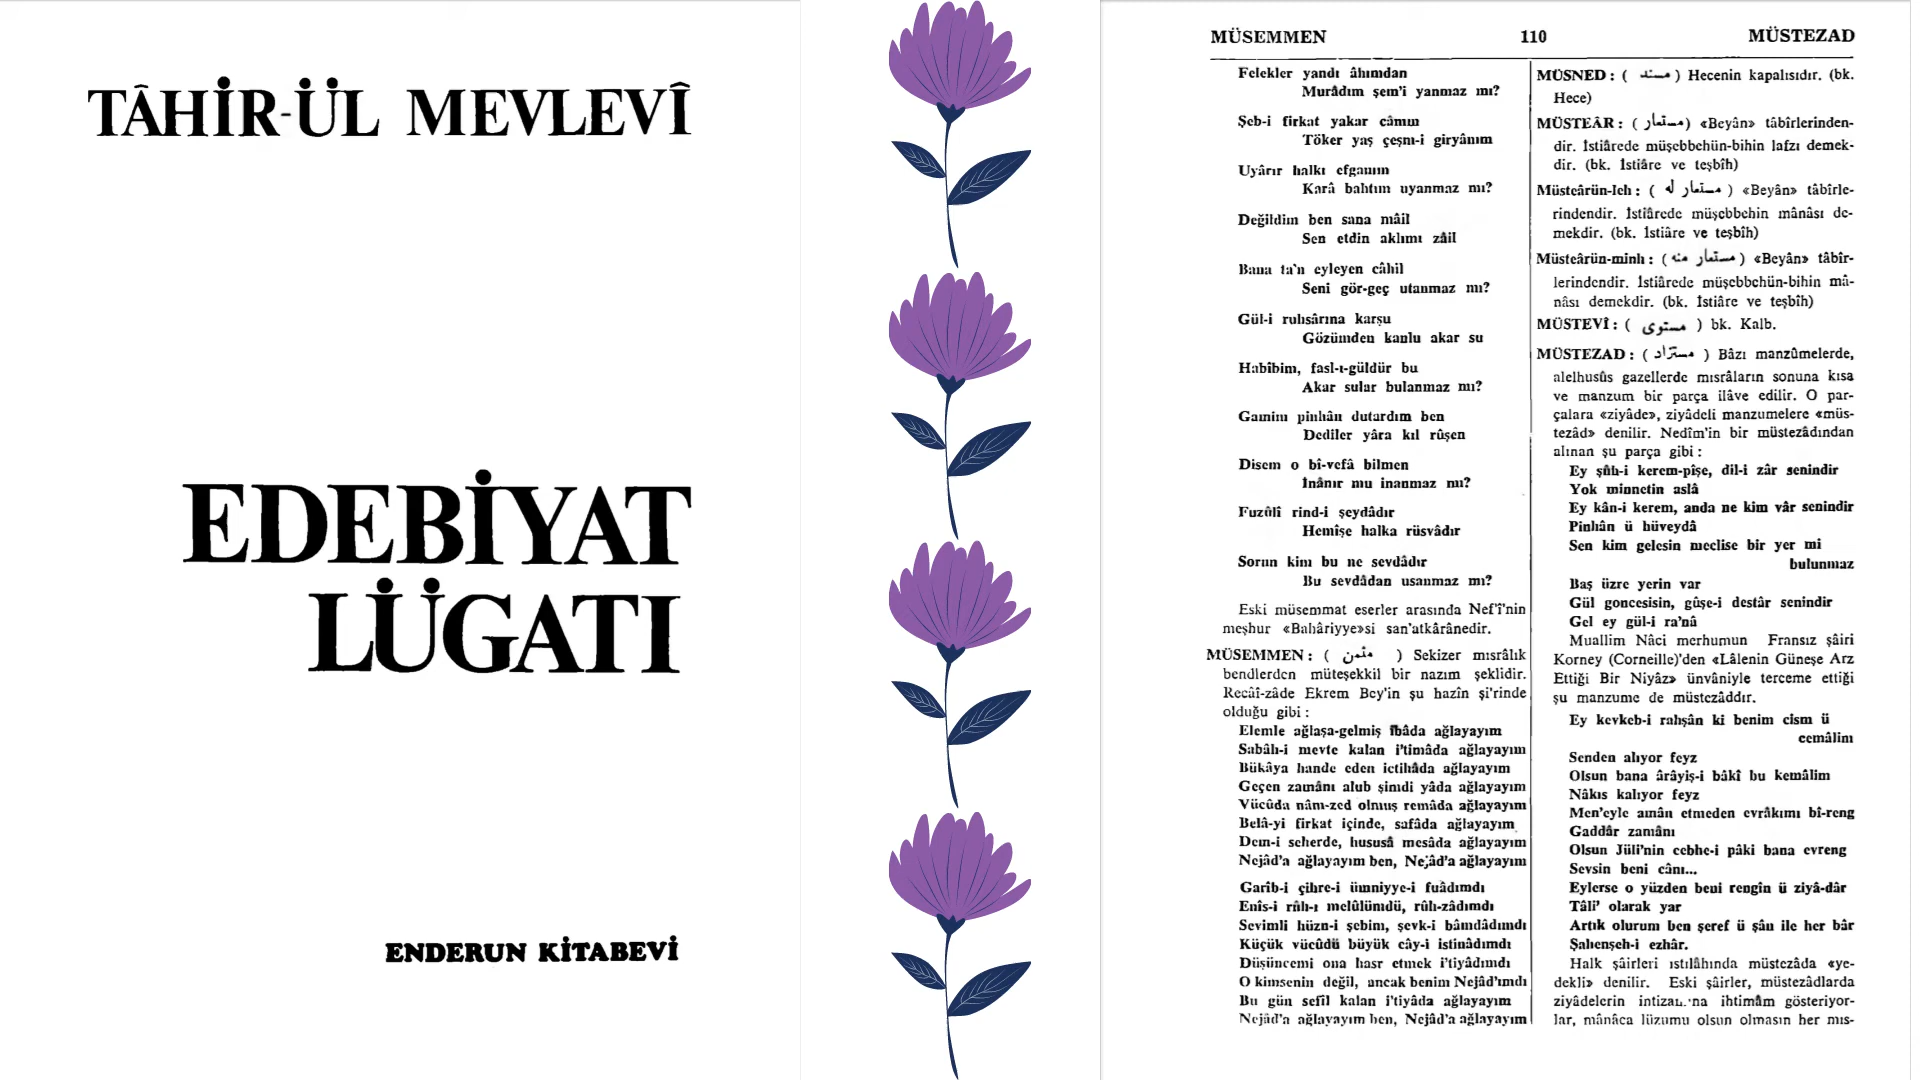 TÂHİR-ÜL MEVLEVÎ
EDEBİYAT
LÜGATI
ENDERUN KİTABEVİ
MÜSEMMEN 110 MÜSTEZAD
Felekler yandı âhımdan
Murâdım şem'i yanmaz mı?
Şeb-i firkat yakar cânım
Töker yaş çeşm-i giryânım
Uyârır halkı efganım
Karâ bahtım uyanmaz mı?
Değildim ben sana mâil
Sen etdin aklımı zâil
Bana ta'n eyleyen câhil
Seni gör-geç utanmaz mı?
Gül-i ruhsârına karşu
Gözümden kanlu akar su
Habîbim, fasl-ı-güldür bu
Akar sular bulanmaz mı?
Gamim pinhân dutardım ben
Dediler yâra kıl rûşen
Disem o bî-vefâ bilmen
İnânır mu inanmaz mı?
Fuzûlî rind-i şeydâdır
Hemîşe halka rüsvâdır
Sorun kim bu ne sevdâdır
Bu sevdâdan usanmaz mı?
Eski müsemmat eserler arasında Nef'î'nin
meşhur «Bahâriyye»si san'atkârânedir.
MÜSEMMEN : ( مثمن ) Sekizer mısrâlık
bendlerden müteşekkil bir nazım şeklidir.
Recâî-zâde Ekrem Bey'in şu hazîn şi'rinde
olduğu gibi :
Elemle ağlaşa-gelmiş ibâda ağlayayım
Sabâh-i mevte kalan i'timâda ağlayayım
Bükâya hande eden ictihâda ağlayayım
Geçen zamânı alub şimdi yâda ağlayayım
Vücûda nâm-zed olmuş remâda ağlayayım
Belâ-yi firkat içinde, safâda ağlayayım
Dem-i seherde, hususâ mesâda ağlayayım
Nejâd'a ağlayayım ben, Nejâd'a ağlayayım
Garîb-i çihre-i ümniyye-i fuâdımdı
Enîs-i rûh-ı melûlümdü, rûh-zâdımdı
Sevimli hüzn-i şebim, şevk-i bâmdâdımdı
Küçük vücûdü büyük cây-i istinâdımdı
Düşüncemi ona hasr etmek i'tiyâdımdı
O kimsenin değil, ancak benim Nejâd'ımdı
Bu gün sefîl kalan i'tiyâda ağlayayım
Nejâd'a ağlayayım ben, Nejâd'a ağlayayım
MÜSNED : ( مسند ) Hecenin kapalısıdır. (bk.
Hece)
MÜSTEÂR : ( مستعار ) «Beyân» tâbîrlerinden-
dir. İstiârede müşebbehün-bihin lafzı demek-
dir. (bk. İstiâre ve teşbîh)
Müsteârün-leh : ( مستعار له ) «Beyân» tâbîrle-
rindendir. İstiârede müşebbehin mânâsı de-
mekdir. (bk. İstiâre ve teşbîh)
Müsteârün-minh : ( مستعار منه ) «Beyân» tâbîr-
lerindendir. İstiârede müşebbehün-bihin mâ-
nâsı demekdir. (bk. İstiâre ve teşbîh)
MÜSTEVÎ : ( مستوى ) bk. Kalb.
MÜSTEZAD : ( مستزاد ) Bâzı manzûmelerde,
alelhusûs gazellerde mısrâların sonuna kısa
ve manzum bir parça ilâve edilir. O par-
çalara «ziyâde», ziyâdeli manzumelere «müs-
tezâd» denilir. Nedîm'in bir müstezâdından
alınan şu parça gibi :
Ey şûh-i kerem-pîşe, dil-i zâr senindir
Yok minnetin aslâ
Ey kân-i kerem, anda ne kim vâr senindir
Pinhân ü hüveydâ
Sen kim gelesin meclise bir yer mi
bulunmaz
Baş üzre yerin var
Gül goncesisin, gûşe-i destâr senindir
Gel ey gül-i ra'nâ
Muallim Nâci merhumun Fransız şâiri
Korney (Corneille)'den «Lâlenin Güneşe Arz
Ettiği Bir Niyâz» ünvâniyle terceme ettiği
şu manzume de müstezâddır.
Ey kevkeb-i rahşân ki benim cism ü
cemâlim
Senden alıyor feyz
Olsun bana ârâyiş-i bâkî bu kemâlim
Nâkıs kalıyor feyz
Men'eyle amân etmeden evrâkımı bî-reng
Gaddâr zamânı
Olsun Jüli'nin cebhe-i pâki bana evreng
Sevsin beni cânı...
Eylerse o yüzden beni rengîn ü ziyâ-dâr
Tâli' olarak yar
Artık olurum ben şeref ü şân ile her bâr
Şahenşeh-i ezhâr.
Halk şâirleri ıstılâhında müstezâda «ye-
dekli» denilir. Eski şâirler, müstezâdlarda
ziyâdelerin ihtimâm gösteriyor-
lar, mânâca lüzumu olsun olmasın her mıs-